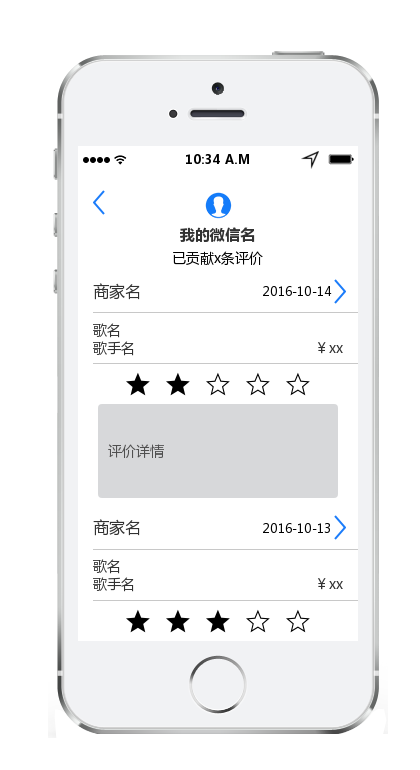 10:34 A.M
我的微信名
已贡献x条评价
商家名 2016-10-14
歌名
歌手名 ¥ xx
评价详情
商家名 2016-10-13
歌名
歌手名 ¥ xx